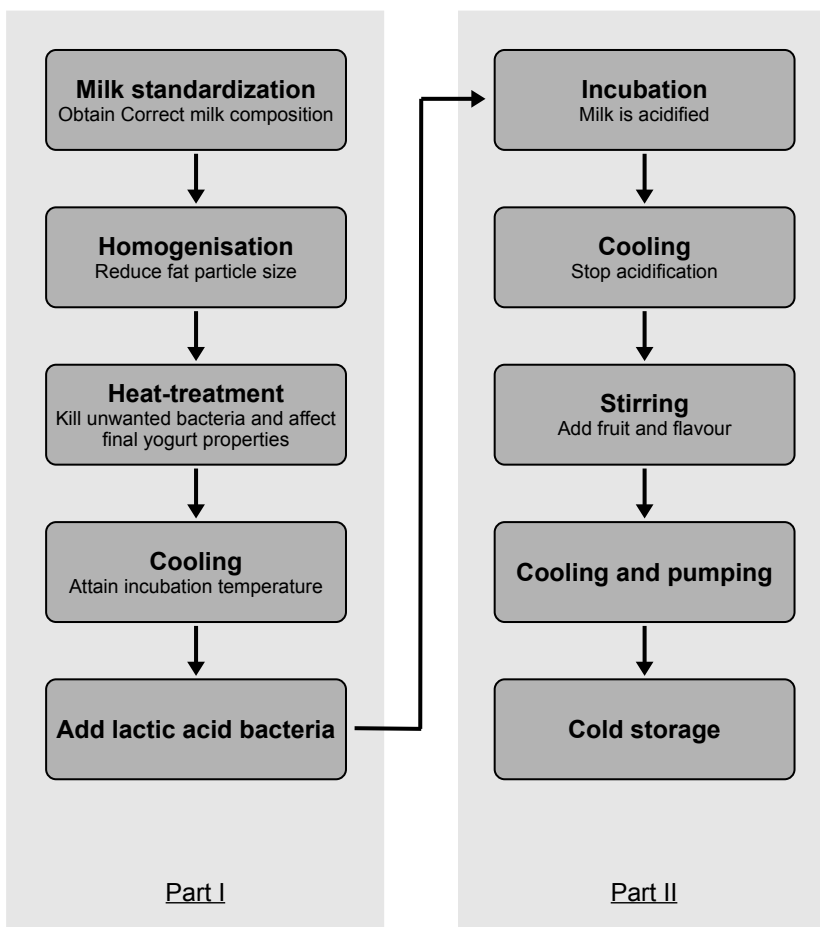 Milk standardization
Obtain Correct milk composition
Homogenisation
Reduce fat particle size
Heat-treatment
Kill unwanted bacteria and affect
final yogurt properties
Cooling
Attain incubation temperature
Add lactic acid bacteria
Part I
Incubation
Milk is acidified
Cooling
Stop acidification
Stirring
Add fruit and flavour
Cooling and pumping
Cold storage
Part II